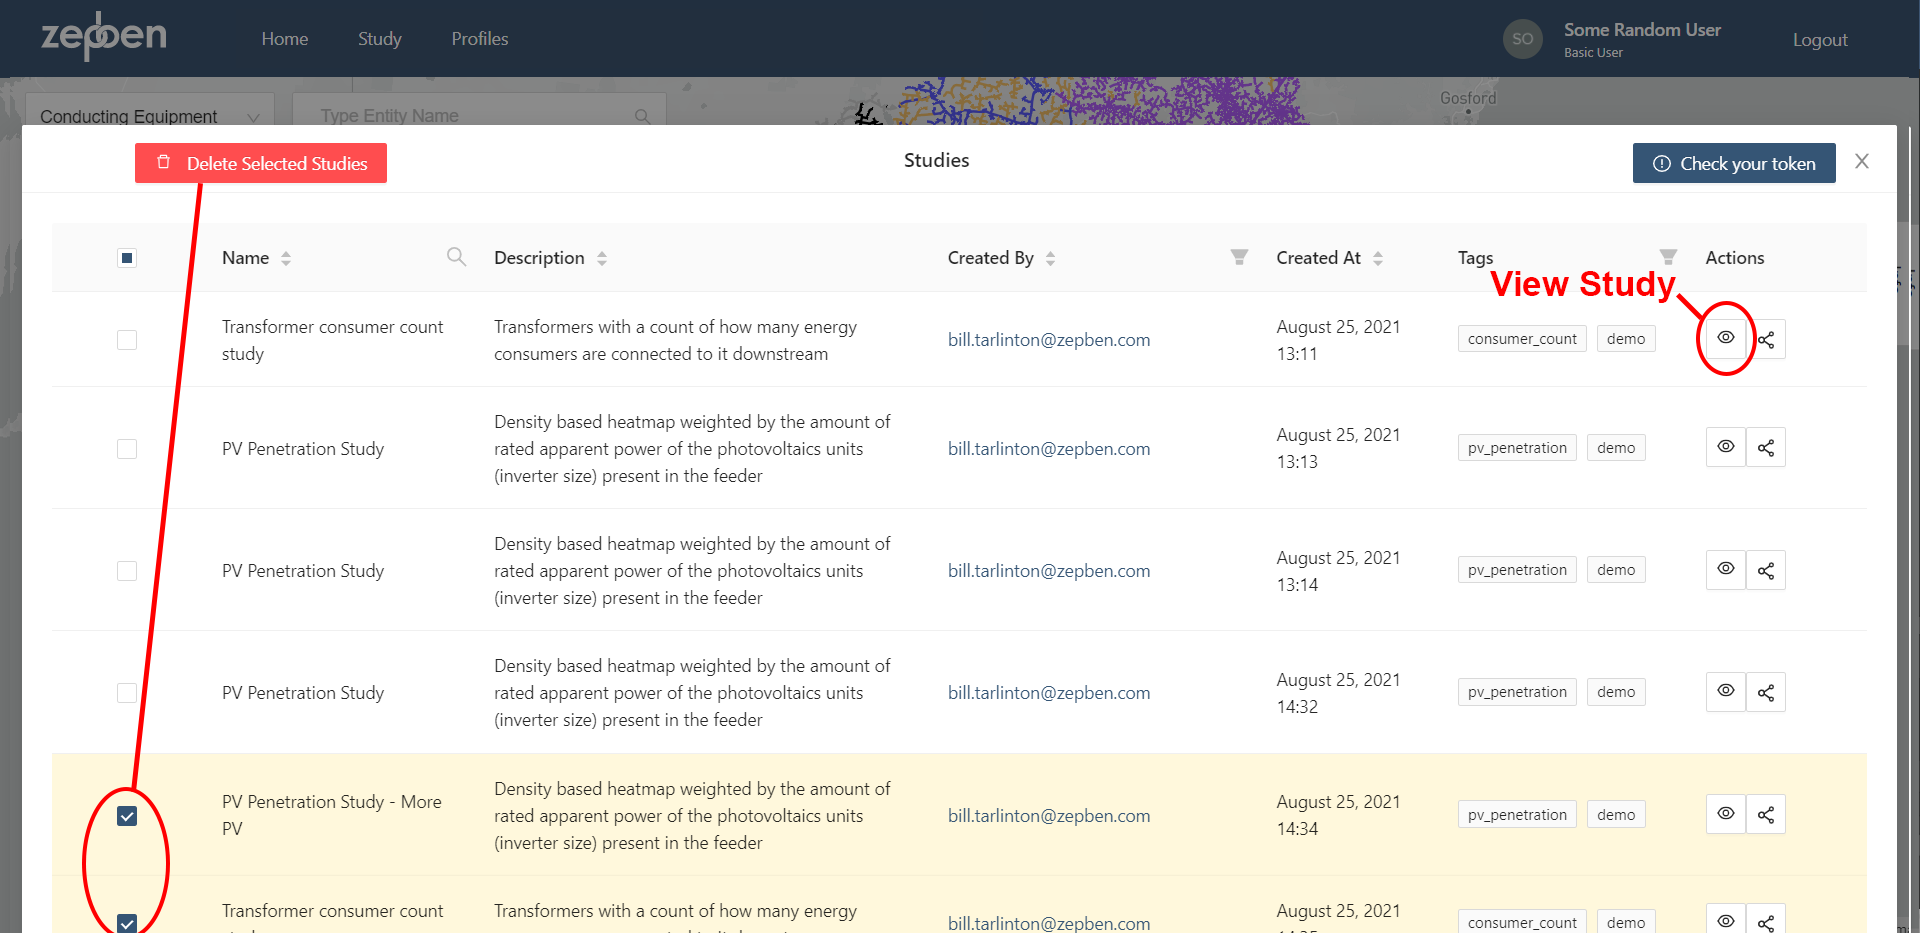 zepben
Home
Study
Profiles
SO
Some Random User
Basic User
Logout
Conducting Equipment
Type Entity Name
Gosford
Delete Selected Studies
Studies
Check your token
Name
Description
Created By
Created At
Tags
Actions
View Study
Transformer consumer count
study
Transformers with a count of how many energy
consumers are connected to it downstream
bill.tarlinton@zepben.com
August 25, 2021
13:11
consumer_count
demo
PV Penetration Study
Density based heatmap weighted by the amount of
rated apparent power of the photovoltaics units
(inverter size) present in the feeder
bill.tarlinton@zepben.com
August 25, 2021
13:13
pv_penetration
demo
PV Penetration Study
Density based heatmap weighted by the amount of
rated apparent power of the photovoltaics units
(inverter size) present in the feeder
bill.tarlinton@zepben.com
August 25, 2021
13:14
pv_penetration
demo
PV Penetration Study
Density based heatmap weighted by the amount of
rated apparent power of the photovoltaics units
(inverter size) present in the feeder
bill.tarlinton@zepben.com
August 25, 2021
14:32
pv_penetration
demo
PV Penetration Study - More
PV
Density based heatmap weighted by the amount of
rated apparent power of the photovoltaics units
(inverter size) present in the feeder
bill.tarlinton@zepben.com
August 25, 2021
14:34
pv_penetration
demo
Transformer consumer count
Transformers with a count of how many energy
bill.tarlinton@zepben.com
August 25, 2021
consumer_count
demo